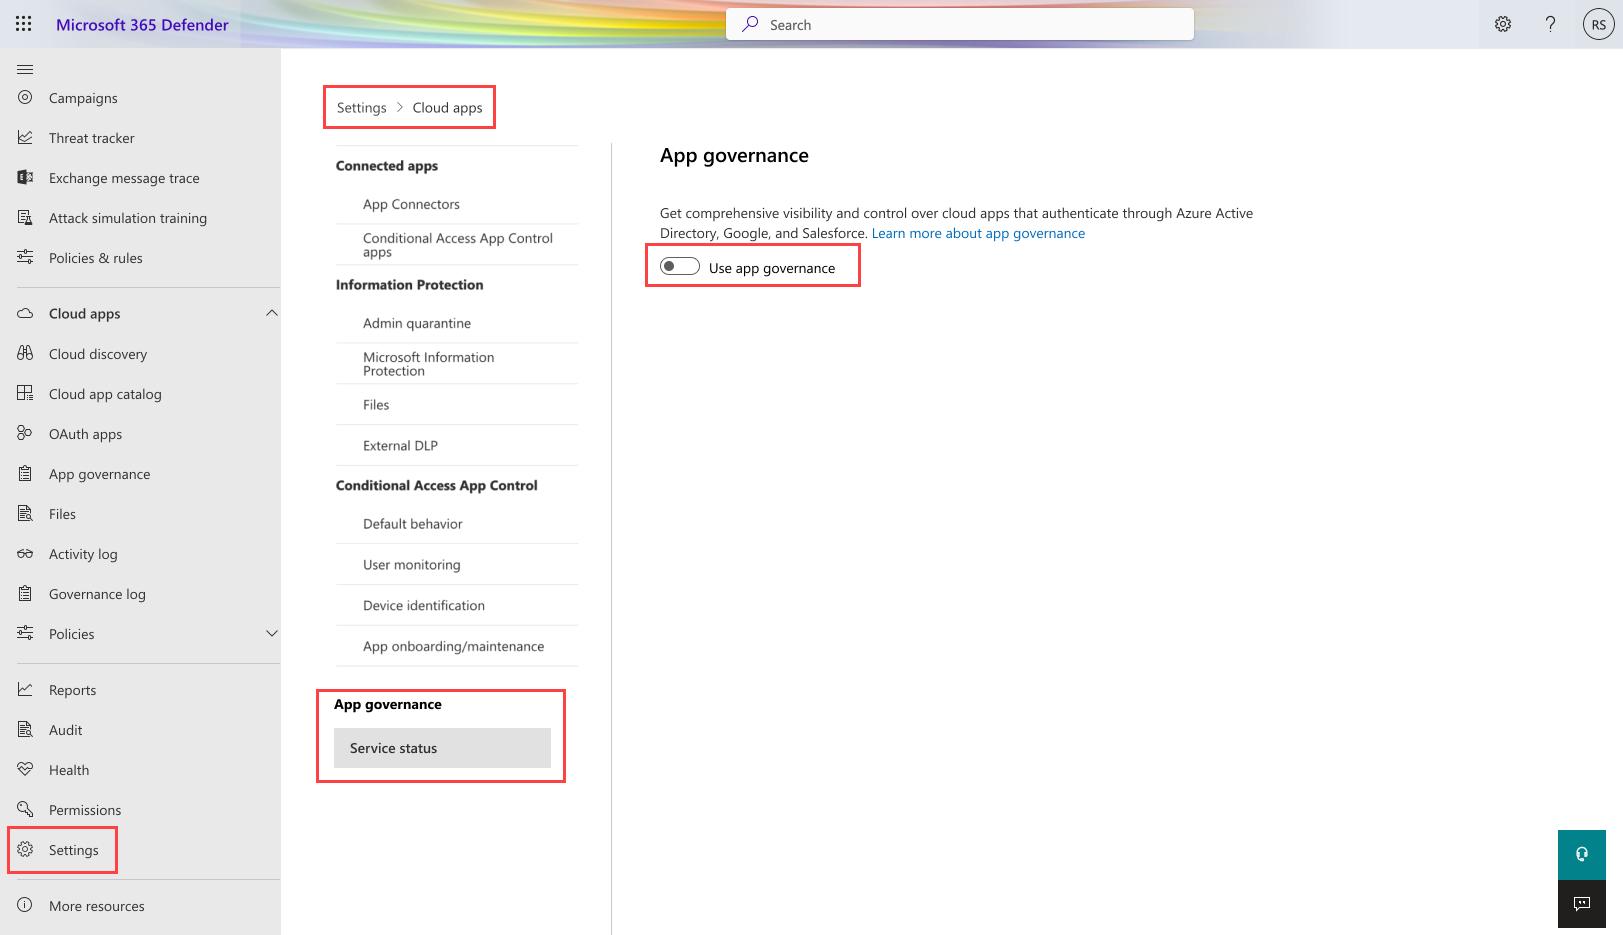 Microsoft 365 Defender
Search
?
RS
Campaigns
Threat tracker
Exchange message trace
Attack simulation training
Policies & rules
Cloud apps
Cloud discovery
Cloud app catalog
OAuth apps
App governance
Files
Activity log
Governance log
Policies
Reports
Audit
Health
Permissions
Settings
More resources
Settings > Cloud apps
Connected apps
App Connectors
Conditional Access App Control
apps
Information Protection
Admin quarantine
Microsoft Information
Protection
Files
External DLP
Conditional Access App Control
Default behavior
User monitoring
Device identification
App onboarding/maintenance
App governance
Service status
App governance
Get comprehensive visibility and control over cloud apps that authenticate through Azure Active
Directory, Google, and Salesforce. Learn more about app governance
Use app governance